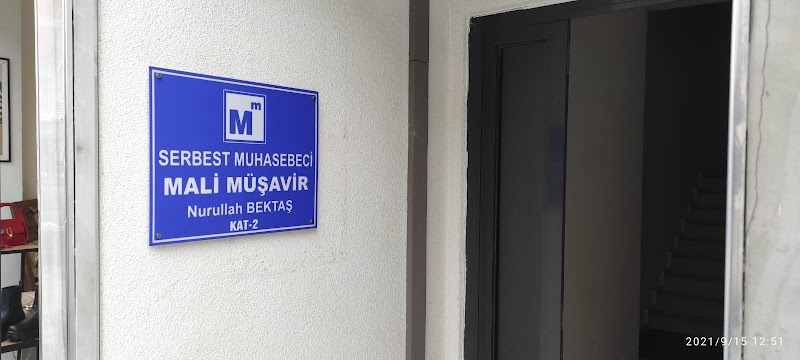 Mm
SERBEST MUHASEBECİ
MALİ MÜŞAVİR
Nurullah BEKTAŞ
KAT-2
2021/9/15 12:51